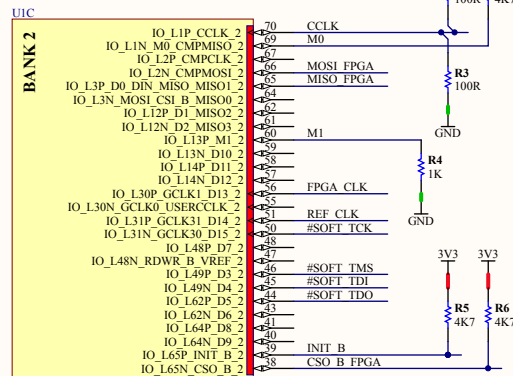 U1C
100R
4K7
BANK 2
IO_L1P_CCLK_2 70 CCLK
IO_L1N_M0_CMPMISO_2 69 M0
IO_L2P_CMPCLK_2 67
IO_L2N_CMPMOSI_2 66 MOSI_FPGA
IO_L3P_D0_DIN_MISO_MISO1_2 65 MISO_FPGA
IO_L3N_MOSI_CSI_B_MISO0_2 64
IO_L12P_D1_MISO2_2 62
IO_L12N_D2_MISO3_2 61
IO_L13P_M1_2 60 M1
IO_L13N_D10_2 59
IO_L14P_D11_2 58
IO_L14N_D12_2 57
IO_L30P_GCLK1_D13_2 56 FPGA_CLK
IO_L30N_GCLK0_USERCCLK_2 55
IO_L31P_GCLK31_D14_2 51 REF_CLK
IO_L31N_GCLK30_D15_2 50 #SOFT_TCK
IO_L48P_D7_2 48
IO_L48N_RDWR_B_VREF_2 47
IO_L49P_D3_2 46 #SOFT_TMS
IO_L49N_D4_2 45 #SOFT_TDI
IO_L62P_D5_2 44 #SOFT_TDO
IO_L62N_D6_2 43
IO_L64P_D8_2 41
IO_L64N_D9_2 40
IO_L65P_INIT_B_2 39 INIT_B
IO_L65N_CSO_B_2 38 CSO_B_FPGA
R3
100R
GND
R4
1K
GND
3V3
3V3
R5
4K7
R6
4K7